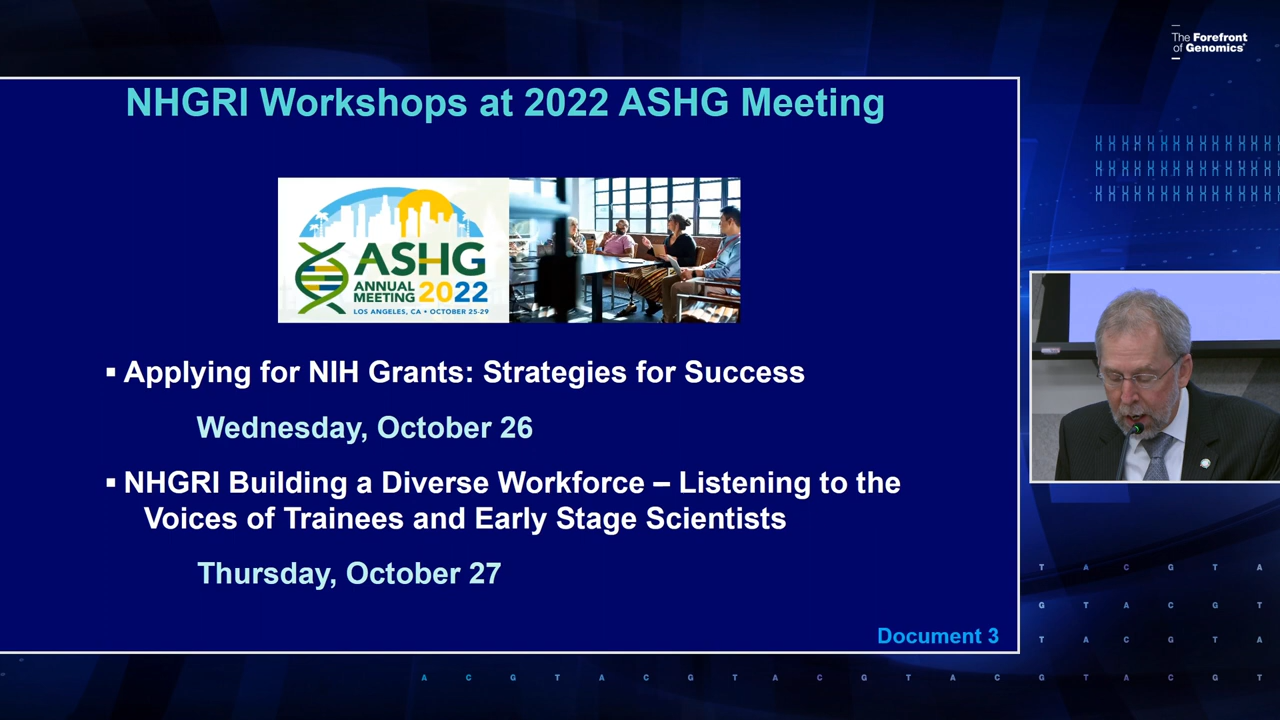 The Forefront
of Genomics
NHGRI Workshops at 2022 ASHG Meeting
ASHG
ANNUAL
MEETING 2022
LOS ANGELES, CA • OCTOBER 25-29
▪ Applying for NIH Grants: Strategies for Success
Wednesday, October 26
▪ NHGRI Building a Diverse Workforce – Listening to the
Voices of Trainees and Early Stage Scientists
Thursday, October 27
Document 3
T A C G T A
G T A C G T
T A C G T A
A C G T A C G T A C G T A C G T A C G T